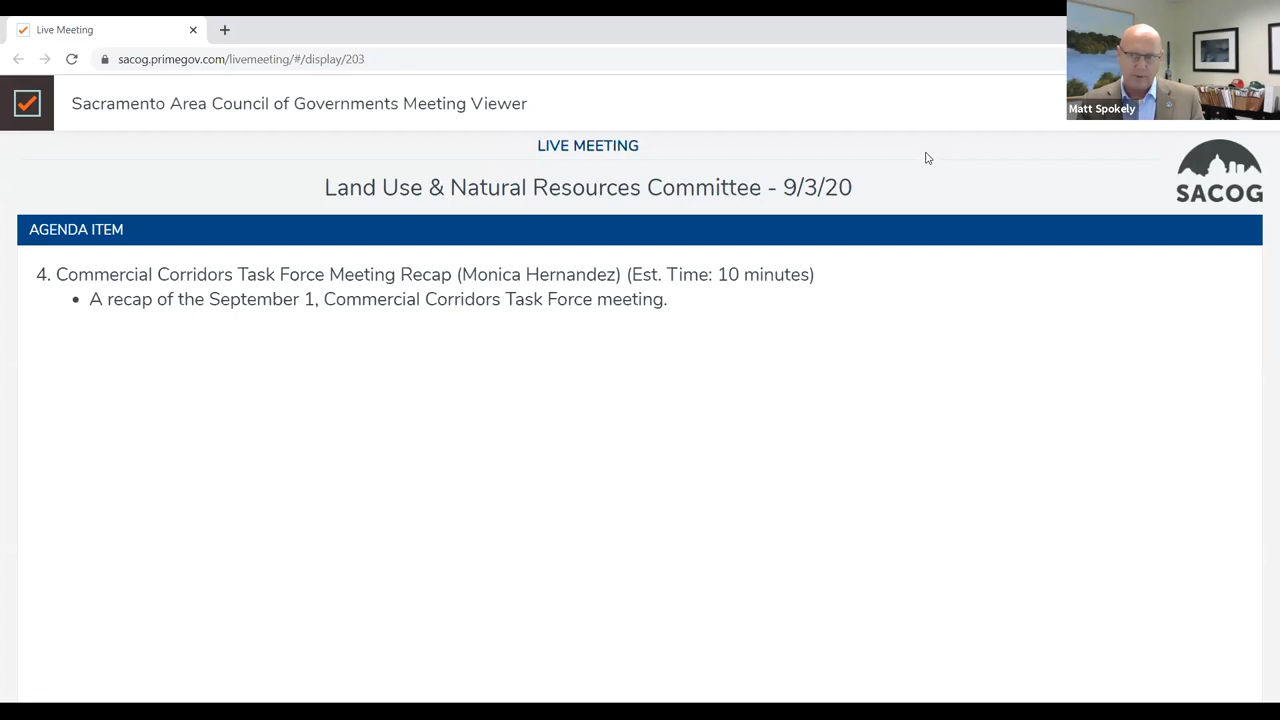 Live Meeting
sacog.primegov.com/livemeeting/#/display/203
Sacramento Area Council of Governments Meeting Viewer
Matt Spokely
LIVE MEETING
Land Use & Natural Resources Committee - 9/3/20
SACOG
AGENDA ITEM
4. Commercial Corridors Task Force Meeting Recap (Monica Hernandez) (Est. Time: 10 minutes)
• A recap of the September 1, Commercial Corridors Task Force meeting.